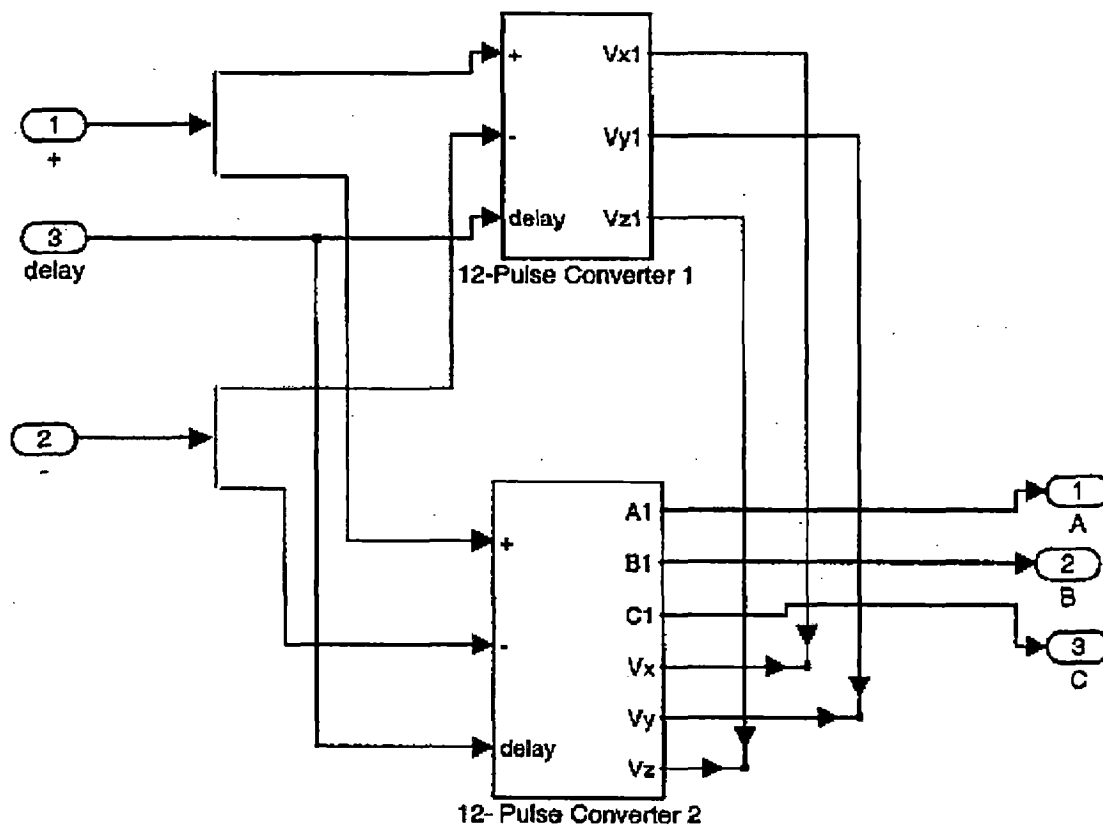 +
Vx1
1
+
-
Vy1
3
delay
delay
Vz1
12-Pulse Converter 1
2
-
A1
1
A
+
B1
2
B
C1
3
C
-
Vx
Vy
delay
Vz
12- Pulse Converter 2